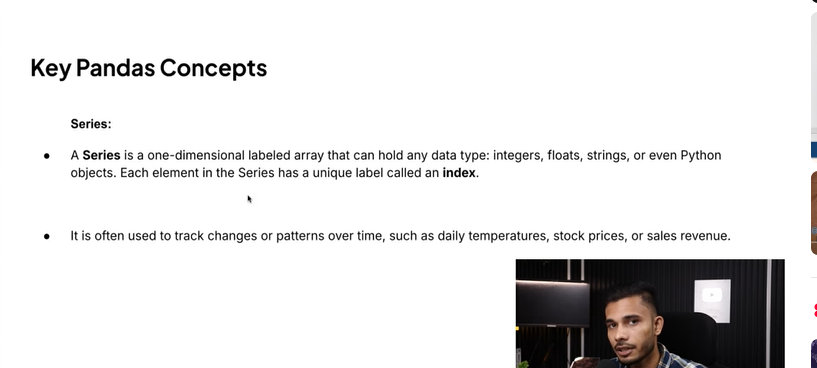 Key Pandas Concepts
Series:
● A Series is a one-dimensional labeled array that can hold any data type: integers, floats, strings, or even Python
objects. Each element in the Series has a unique label called an index.
● It is often used to track changes or patterns over time, such as daily temperatures, stock prices, or sales revenue.